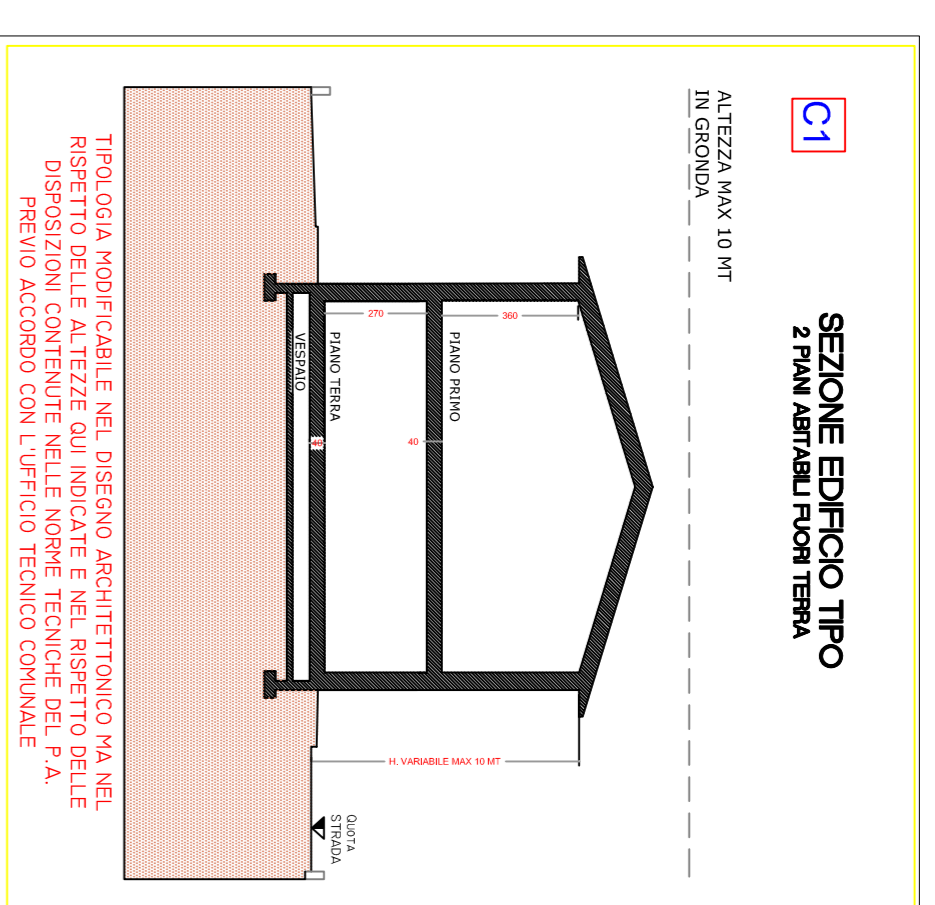 C1
SEZIONE EDIFICIO TIPO
2 PIANI ABITABILI FUORI TERRA
ALTEZZA MAX 10 MT
IN GRONDA
360
PIANO PRIMO
40
270
PIANO TERRA
40
VESPAIO
H. VARIABILE MAX 10 MT
QUOTA
STRADA
TIPOLOGIA MODIFICABILE NEL DISEGNO ARCHITETTONICO MA NEL
RISPETTO DELLE ALTEZZE QUI INDICATE E NEL RISPETTO DELLE
DISPOSIZIONI CONTENUTE NELLE NORME TECNICHE DEL P.A.
PREVIO ACCORDO CON L'UFFICIO TECNICO COMUNALE